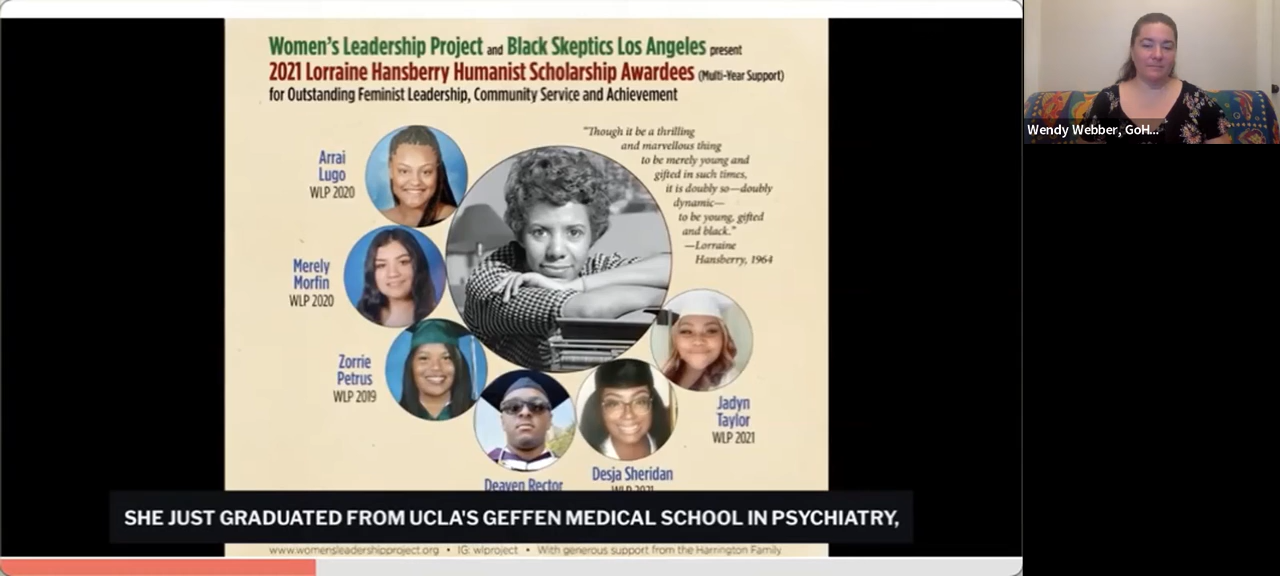 Women's Leadership Project and Black Skeptics Los Angeles present
2021 Lorraine Hansberry Humanist Scholarship Awardees (Multi-Year Support)
for Outstanding Feminist Leadership, Community Service and Achievement
"Though it be a thrilling
and marvellous thing
to be merely young and
gifted in such times,
it is doubly so—doubly
dynamic—
to be young, gifted
and black."
—Lorraine
Hansberry, 1964
Arrai
Lugo
WLP 2020
Merely
Morfin
WLP 2020
Zorrie
Petrus
WLP 2019
Deaven Rector
Desja Sheridan
WLP 2021
Jadyn
Taylor
WLP 2021
SHE JUST GRADUATED FROM UCLA'S GEFFEN MEDICAL SCHOOL IN PSYCHIATRY,
www.womensleadershipproject.org • IG: wlproject • With generous support from the Harrington Family
Wendy Webber, GoH...